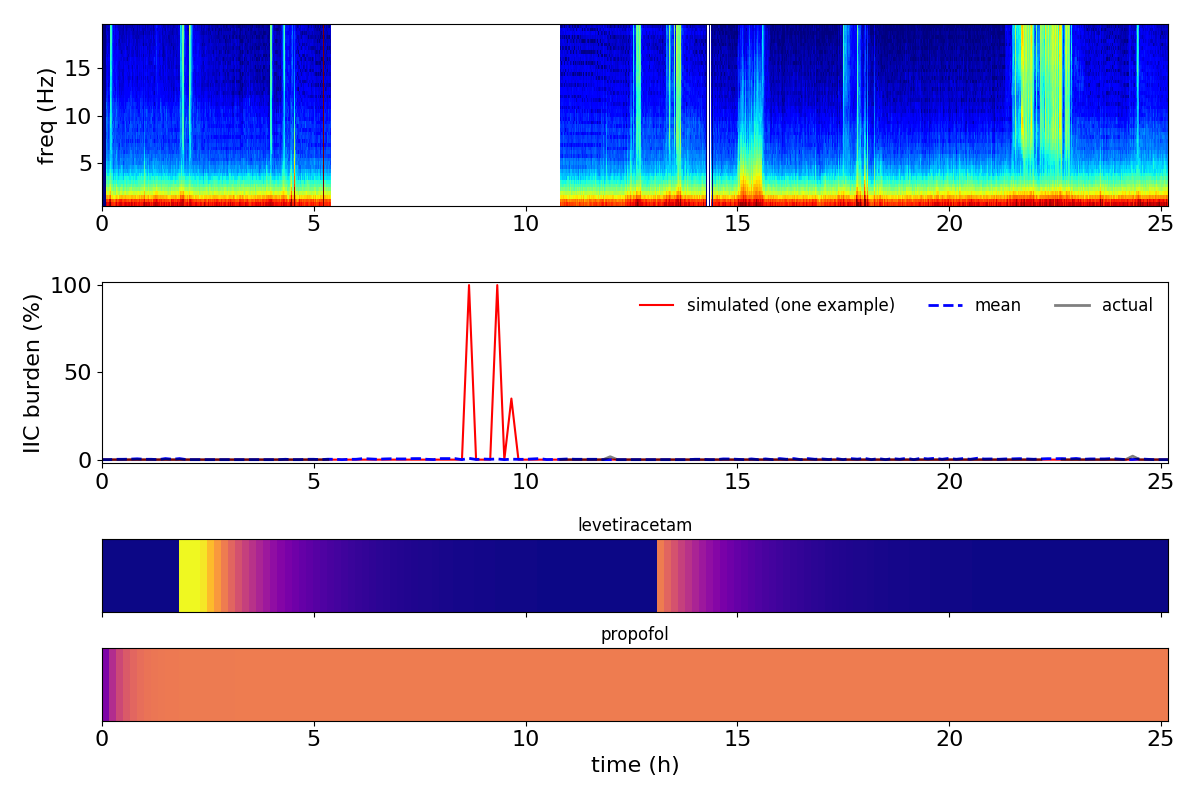 freq (Hz)
15
10
5
0 5 10 15 20 25
IIC burden (%)
100
50
0
simulated (one example) mean actual
0 5 10 15 20 25
levetiracetam
propofol
0 5 10 15 20 25
time (h)